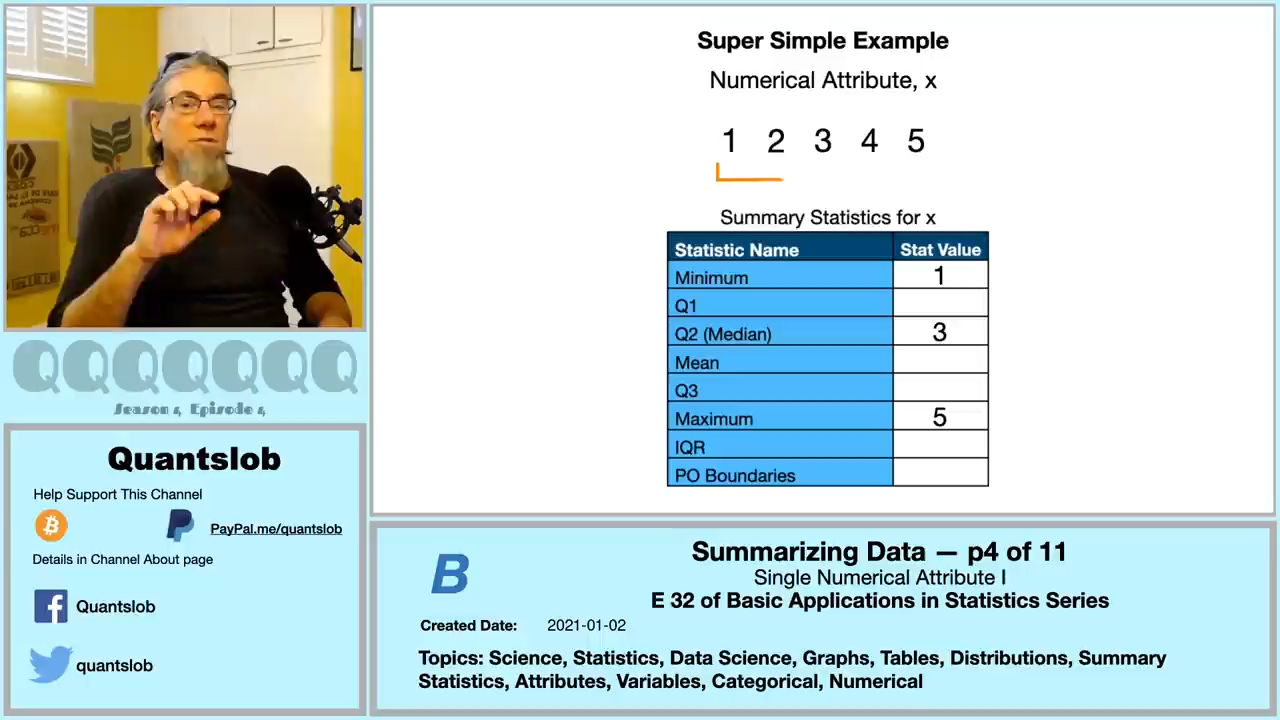 Super Simple Example
Numerical Attribute, x
1 2 3 4 5
Summary Statistics for x
Statistic Name Stat Value
Minimum 1
Q1
Q2 (Median) 3
Mean
Q3
Maximum 5
IQR
PO Boundaries
QQQQQQQ
Season 4, Episode 4
Quantslob
Help Support This Channel
PayPal.me/quantslob
Details in Channel About page
Quantslob
quantslob
B
Summarizing Data — p4 of 11
Single Numerical Attribute I
E 32 of Basic Applications in Statistics Series
Created Date: 2021-01-02
Topics: Science, Statistics, Data Science, Graphs, Tables, Distributions, Summary
Statistics, Attributes, Variables, Categorical, Numerical